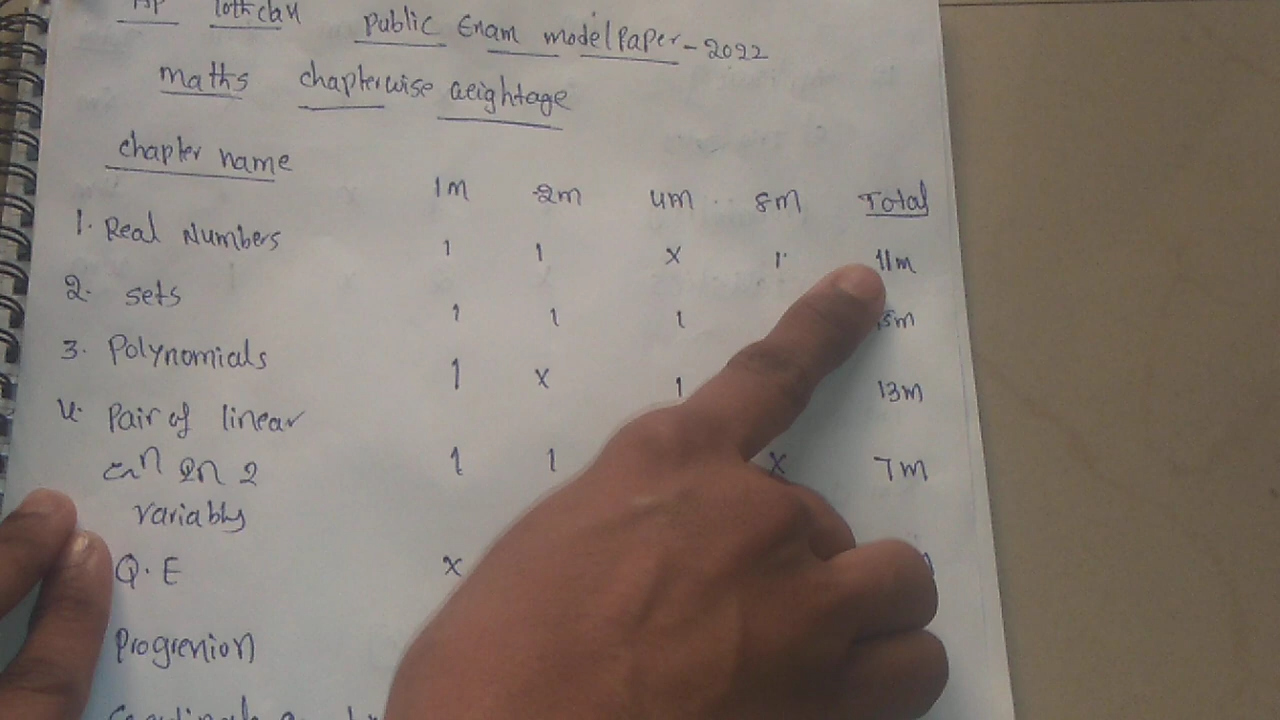 AP 10th class Public Exam model Paper - 2022
maths chapterwise weightage
chapter name
1m 2m 4m 8m Total
1. Real Numbers 1 1 x 1 11m
2. sets 1 1 1
3. Polynomials 1 x 1 13m
4. Pair of linear
eqn in 2 1 1 x 7m
variables
Q.E x
Progression